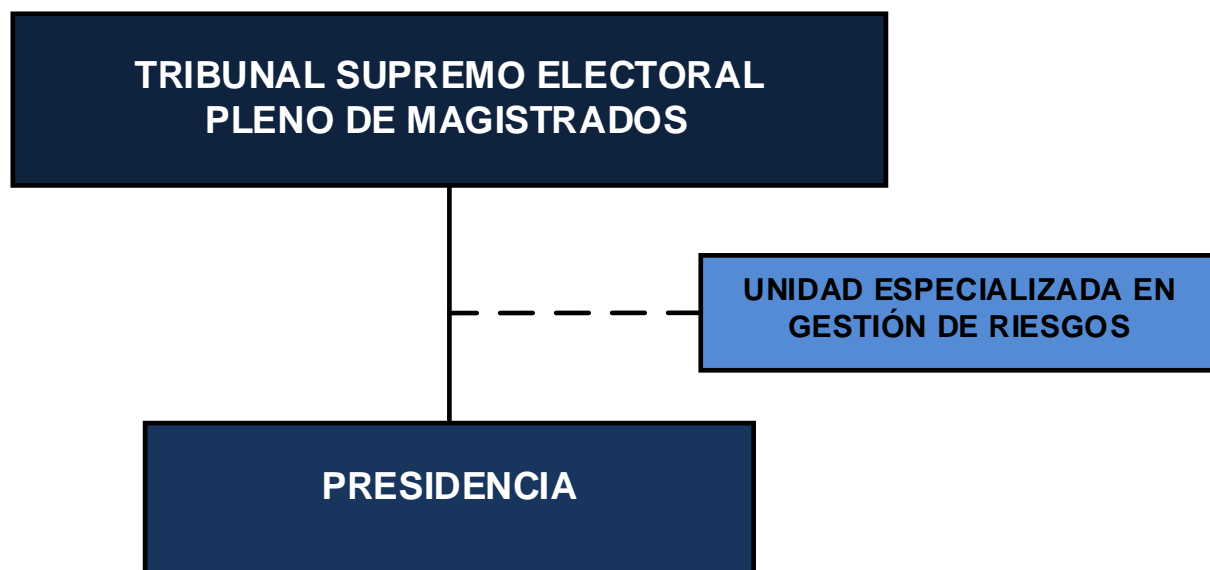 TRIBUNAL SUPREMO ELECTORAL
PLENO DE MAGISTRADOS
UNIDAD ESPECIALIZADA EN
GESTIÓN DE RIESGOS
PRESIDENCIA